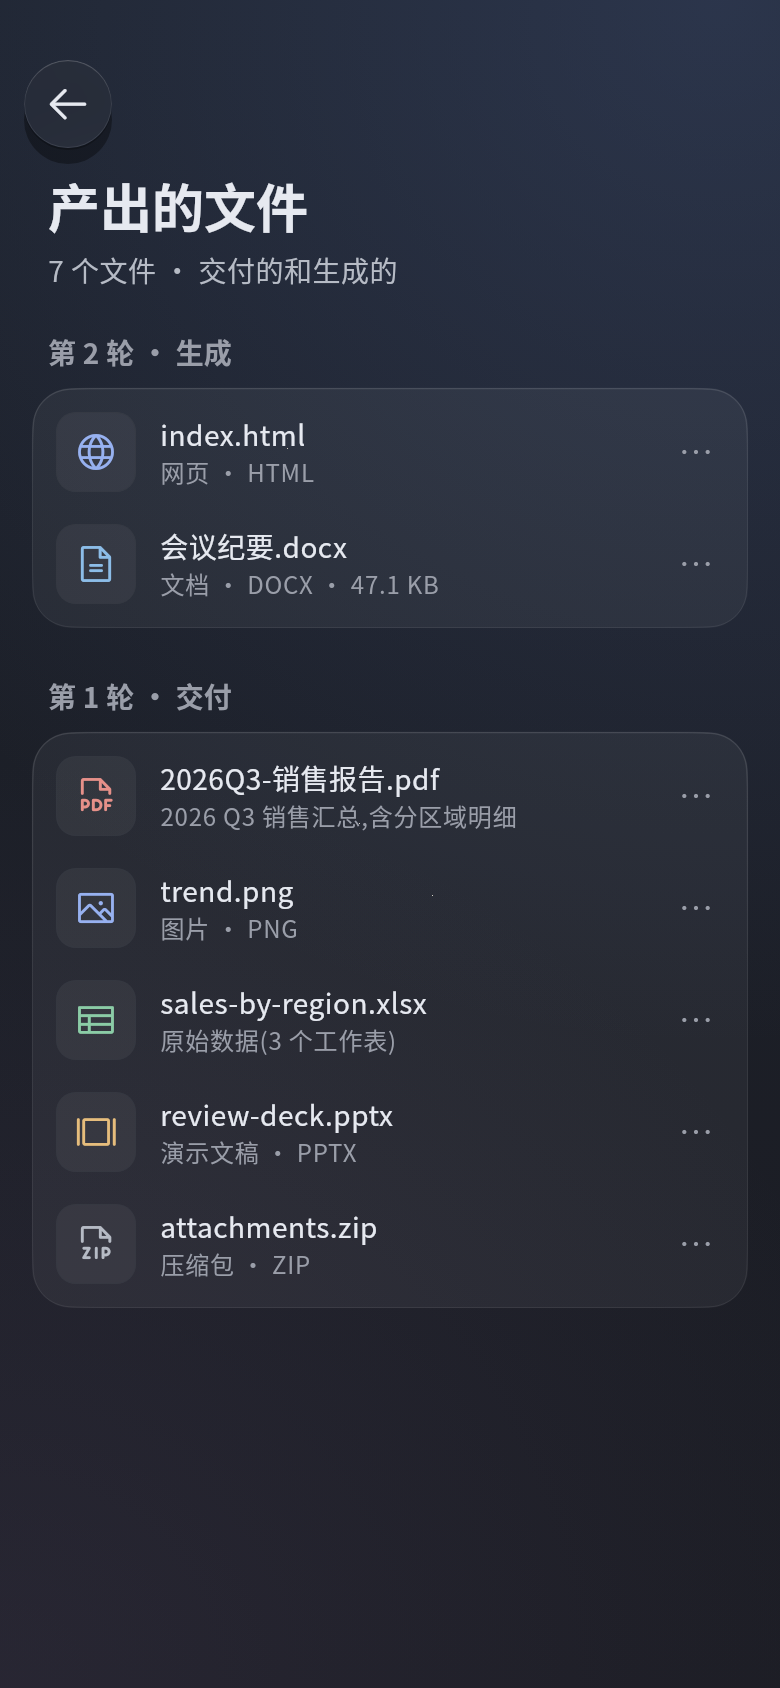 产出的文件
7 个文件 · 交付的和生成的
第 2 轮 · 生成
index.html
网页 · HTML
会议纪要.docx
文档 · DOCX · 47.1 KB
第 1 轮 · 交付
2026Q3-销售报告.pdf
PDF
2026 Q3 销售汇总,含分区域明细
trend.png
图片 · PNG
sales-by-region.xlsx
原始数据(3 个工作表)
review-deck.pptx
演示文稿 · PPTX
attachments.zip
ZIP
压缩包 · ZIP